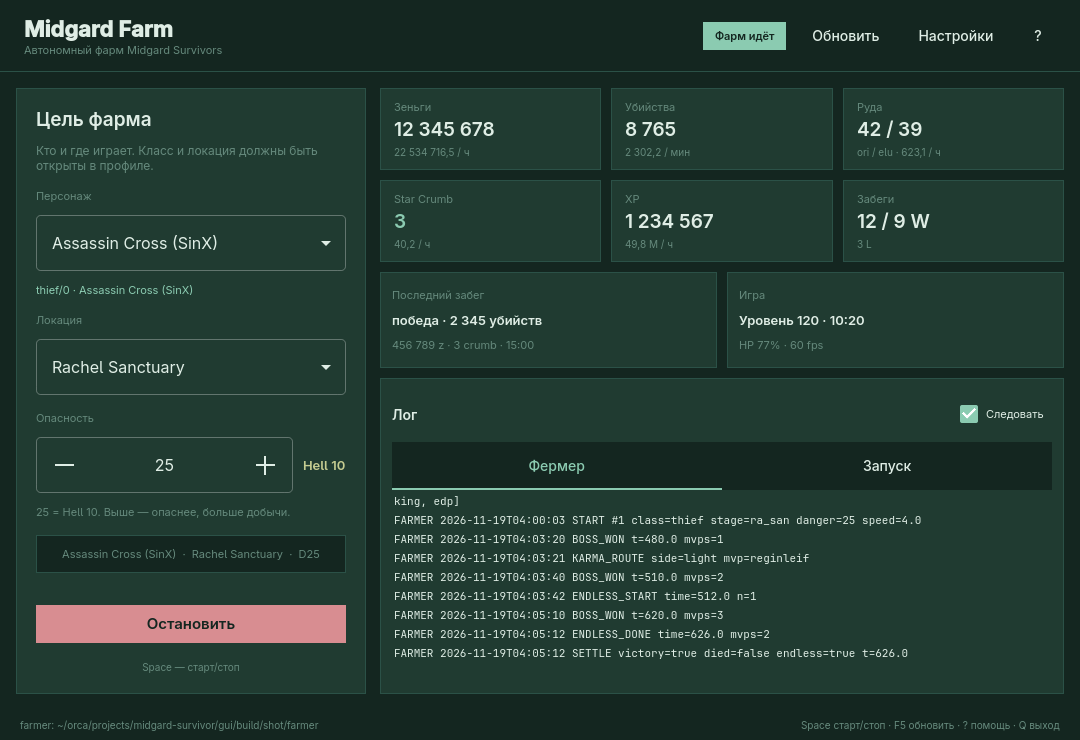 Midgard Farm
Автономный фарм Midgard Survivors
Фарм идёт
Обновить
Настройки
?
Цель фарма
Кто и где играет. Класс и локация должны быть
открыты в профиле.
Персонаж
Assassin Cross (SinX)
thief/0 · Assassin Cross (SinX)
Локация
Rachel Sanctuary
Опасность
25
Hell 10
25 = Hell 10. Выше — опаснее, больше добычи.
Assassin Cross (SinX) · Rachel Sanctuary · D25
Остановить
Space — старт/стоп
Зеньги
12 345 678
22 534 716,5 / ч
Убийства
8 765
2 302,2 / мин
Руда
42 / 39
ori / elu · 623,1 / ч
Star Crumb
3
40,2 / ч
XP
1 234 567
49,8 M / ч
Забеги
12 / 9 W
3 L
Последний забег
победа · 2 345 убийств
456 789 z · 3 crumb · 15:00
Игра
Уровень 120 · 10:20
HP 77% · 60 fps
Лог
Следовать
Фермер
Запуск
king, edp]
FARMER 2026-11-19T04:00:03 START #1 class=thief stage=ra_san danger=25 speed=4.0
FARMER 2026-11-19T04:03:20 BOSS_WON t=480.0 mvps=1
FARMER 2026-11-19T04:03:21 KARMA_ROUTE side=light mvp=reginleif
FARMER 2026-11-19T04:03:40 BOSS_WON t=510.0 mvps=2
FARMER 2026-11-19T04:03:42 ENDLESS_START time=512.0 n=1
FARMER 2026-11-19T04:05:10 BOSS_WON t=620.0 mvps=3
FARMER 2026-11-19T04:05:12 ENDLESS_DONE time=626.0 mvps=2
FARMER 2026-11-19T04:05:12 SETTLE victory=true died=false endless=true t=626.0
farmer: ~/orca/projects/midgard-survivor/gui/build/shot/farmer
Space старт/стоп · F5 обновить · ? помощь · Q выход